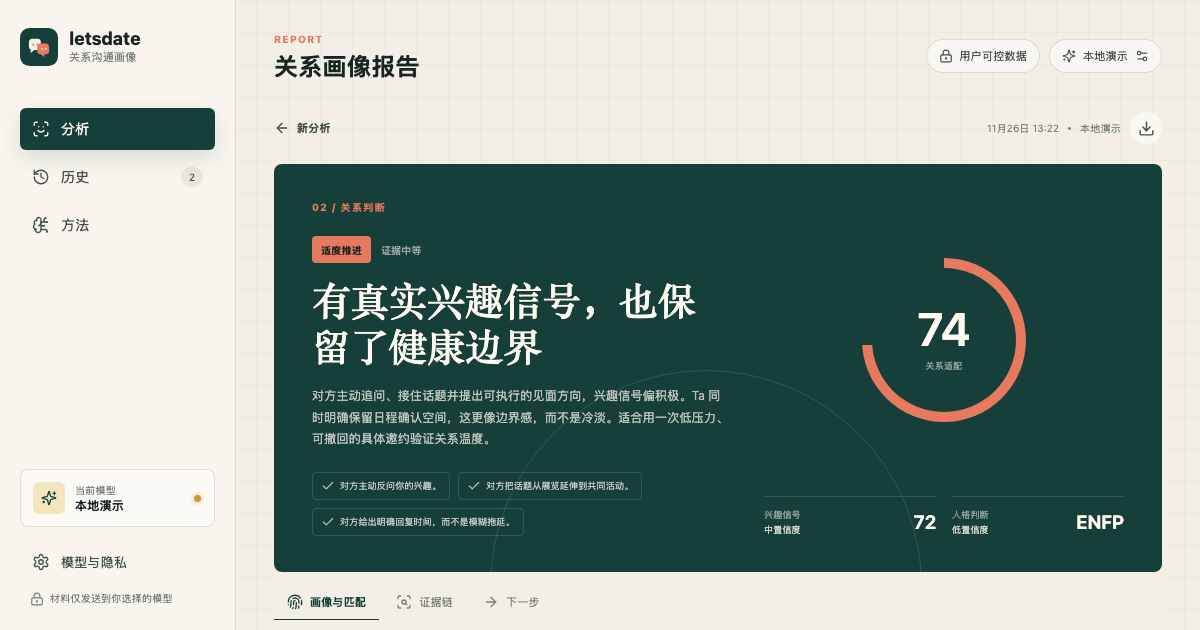 letsdate
关系沟通画像
分析
历史
2
方法
当前模型
本地演示
模型与隐私
材料仅发送到你选择的模型
REPORT
关系画像报告
用户可控数据
本地演示
新分析
11月26日 13:22 • 本地演示
02 / 关系判断
适度推进
证据中等
有真实兴趣信号，也保
留了健康边界
对方主动追问、接住话题并提出可执行的见面方向，兴趣信号偏积极。Ta 同
时明确保留日程确认空间，这更像边界感，而不是冷淡。适合用一次低压力、
可撤回的具体邀约验证关系温度。
对方主动反问你的兴趣。
对方把话题从展览延伸到共同活动。
对方给出明确回复时间，而不是模糊拖延。
74
关系适配
兴趣信号
中置信度
72
人格判断
低置信度
ENFP
画像与匹配
证据链
下一步